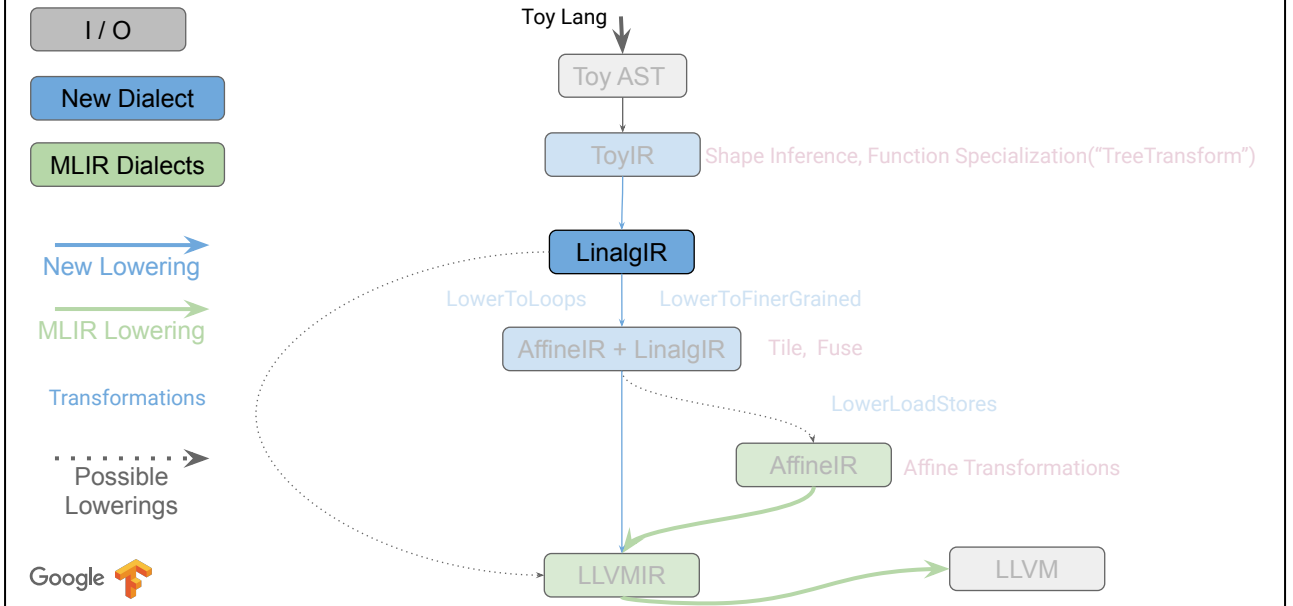 I / O
New Dialect
MLIR Dialects
New Lowering
MLIR Lowering
Transformations
Possible
Lowerings
Google
Toy Lang
Toy AST
ToyIR
Shape Inference, Function Specialization(“TreeTransform”)
LinalgIR
LowerToLoops
LowerToFinerGrained
AffineIR + LinalgIR
Tile, Fuse
LowerLoadStores
AffineIR
Affine Transformations
LLVMIR
LLVM